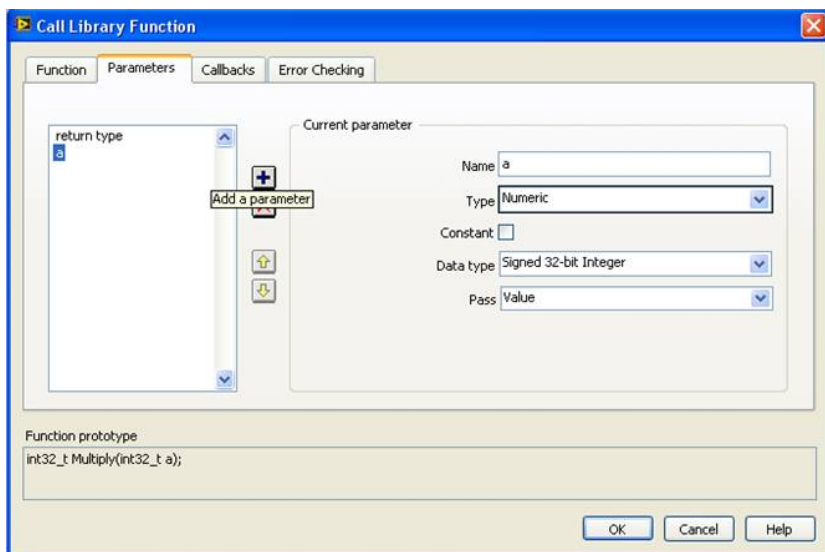 Call Library Function
Function
Parameters
Callbacks
Error Checking
return type
a
Add a parameter
Current parameter
Name a
Type Numeric
Constant
Data type Signed 32-bit Integer
Pass Value
Function prototype
int32_t Multiply(int32_t a);
OK
Cancel
Help